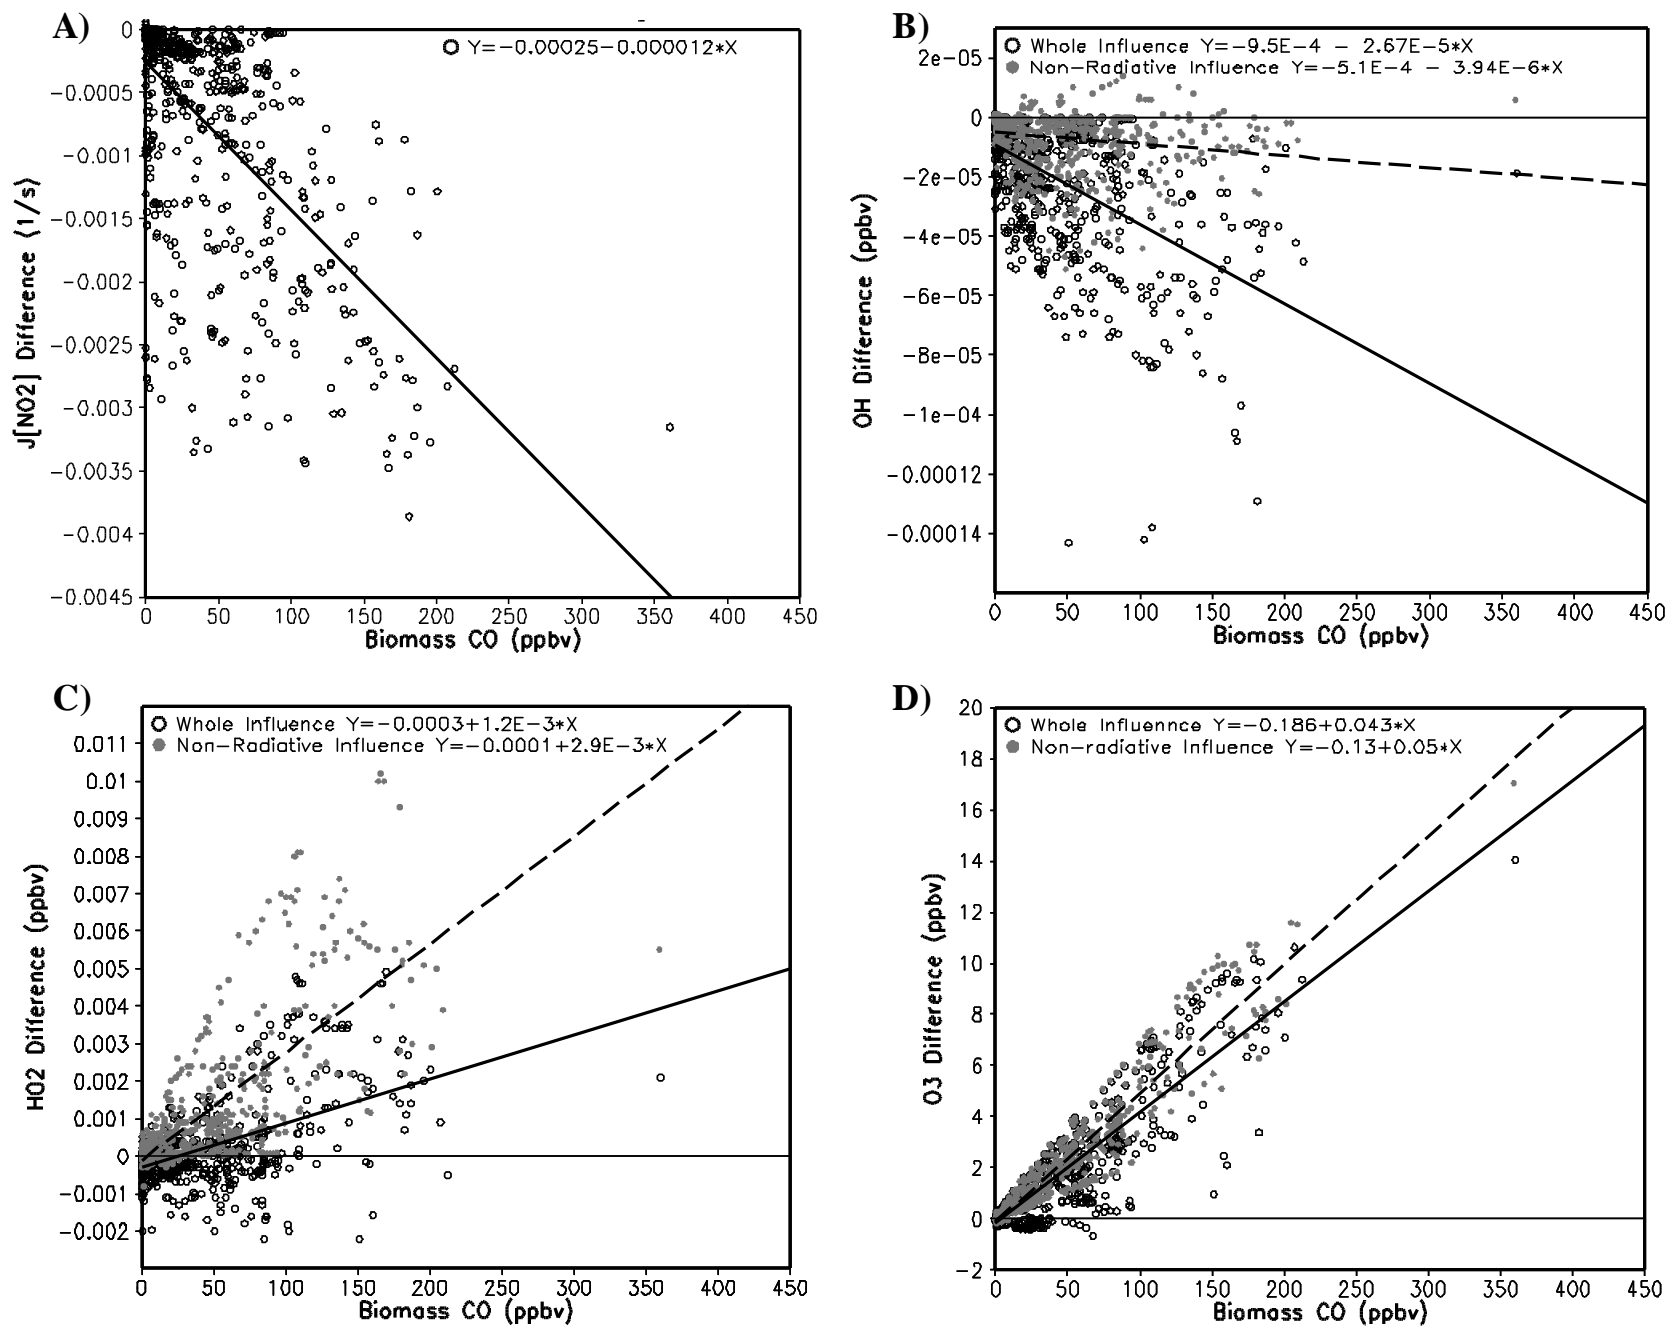 A)
Y=-0.00025-0.000012*X
0
-0.0005
-0.001
-0.0015
-0.002
-0.0025
-0.003
-0.0035
-0.004
-0.0045
J[NO2] Difference (1/s)
0 50 100 150 200 250 300 350 400 450
Biomass CO (ppbv)
B)
Whole Influence Y=-9.5E-4 - 2.67E-5*X
Non-Radiative Influence Y=-5.1E-4 - 3.94E-6*X
2e-05
0
-2e-05
-4e-05
-6e-05
-8e-05
-1e-04
-0.00012
-0.00014
OH Difference (ppbv)
0 50 100 150 200 250 300 350 400 450
Biomass CO (ppbv)
C)
Whole Influence Y=-0.0003+1.2E-3*X
Non-Radiative Influence Y=-0.0001+2.9E-3*X
0.011
0.01
0.009
0.008
0.007
0.006
0.005
0.004
0.003
0.002
0.001
0
-0.001
-0.002
HO2 Difference (ppbv)
0 50 100 150 200 250 300 350 400 450
Biomass CO (ppbv)
D)
Whole Influennce Y=-0.186+0.043*X
Non-radiative Influence Y=-0.13+0.05*X
20
18
16
14
12
10
8
6
4
2
0
-2
O3 Difference (ppbv)
0 50 100 150 200 250 300 350 400 450
Biomass CO (ppbv)